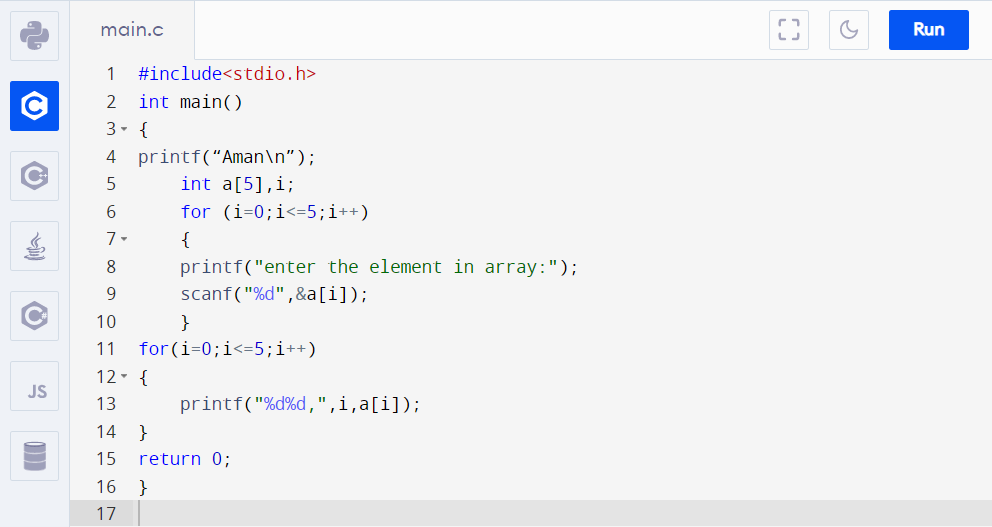 main.c
Run
1 #include<stdio.h>
2 int main()
3 {
4 printf(“Aman\n”);
5 int a[5],i;
6 for (i=0;i<=5;i++)
7 {
8 printf("enter the element in array:");
9 scanf("%d",&a[i]);
10 }
11 for(i=0;i<=5;i++)
12 {
13 printf("%d%d,",i,a[i]);
14 }
15 return 0;
16 }
17
C
C++
C#
JS